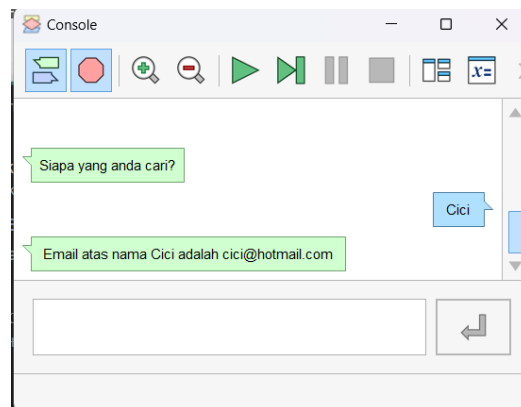 Console
x=
Siapa yang anda cari?
Cici
Email atas nama Cici adalah cici@hotmail.com